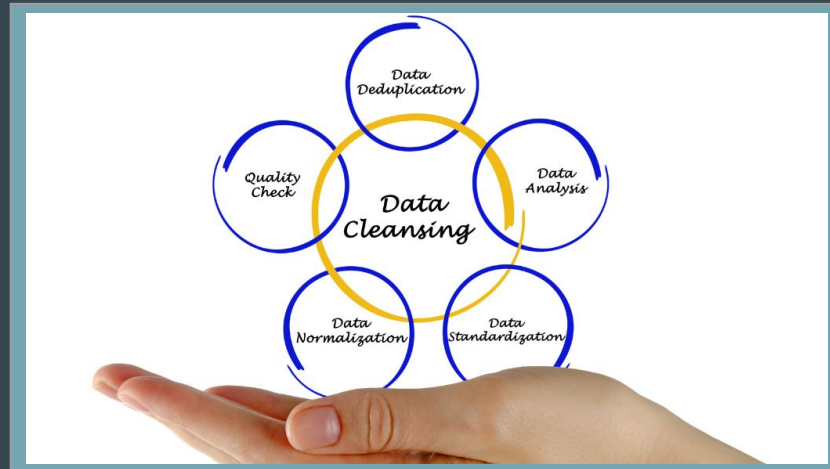 Data
Deduplication
Quality
Check
Data
Analysis
Data
Cleansing
Data
Normalization
Data
Standardization